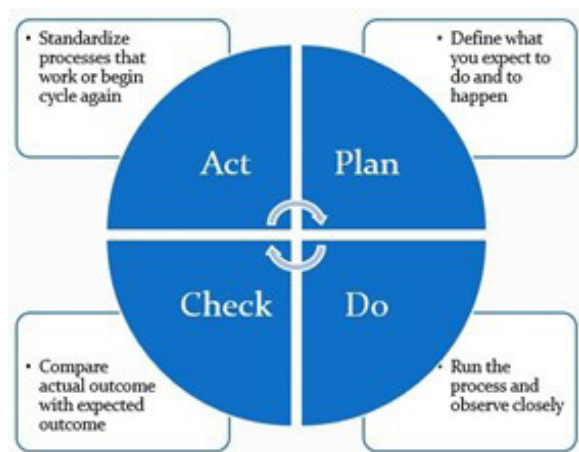 • Standardize
processes that
work or begin
cycle again
• Define what
you expect to
do and to
happen
Act
Plan
Check
Do
• Compare
actual outcome
with expected
outcome
• Run the
process and
observe closely